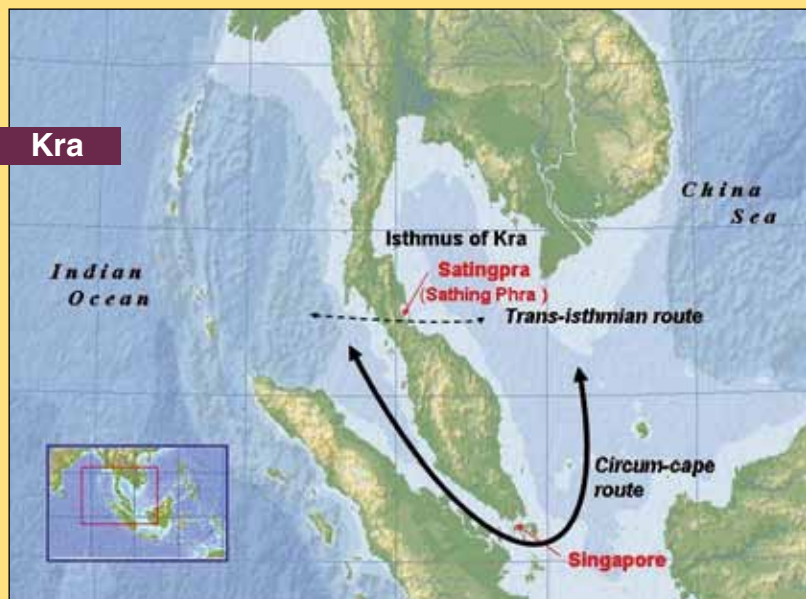 Kra
China
Sea
Isthmus of Kra
Satingpra
(Sathing Phra )
Indian
Ocean
Trans-isthmian route
Circum-cape
route
Singapore